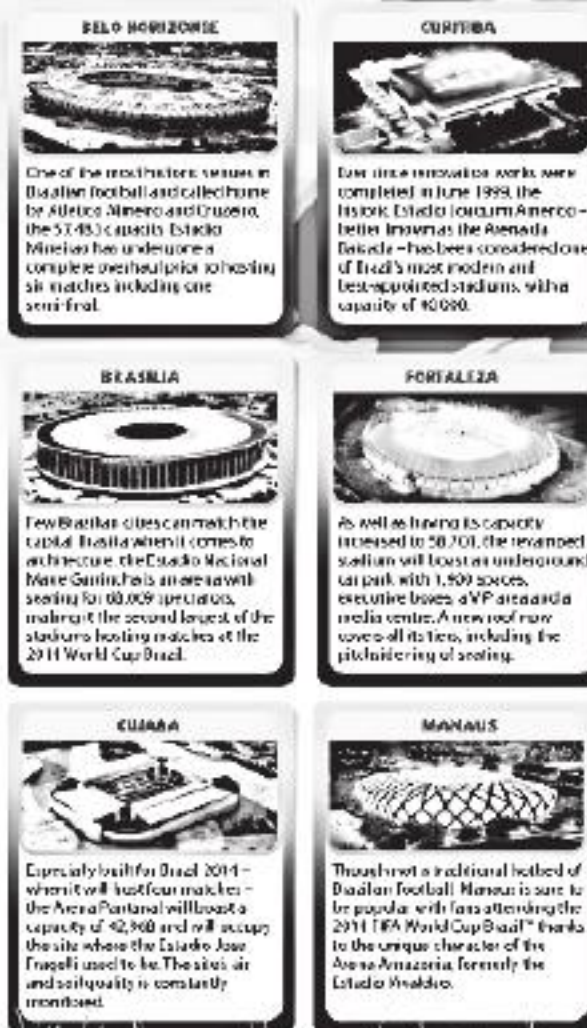 BELO HORIZONTE
One of the most historic venues in
Brazilian football and called home
by Atletico Mineiro and Cruzeiro,
the 57,483 capacity Estadio
Mineirao has undergone a
complete overhaul prior to hosting
six matches including one
semi-final.
CURITIBA
Ever since renovation works were
completed in June 1999, the
historic Estadio Joaquim Americo –
better known as the Arena da
Baixada – has been considered one
of Brazil's most modern and
best-appointed stadiums, with a
capacity of 40 000.
BRASILIA
Few Brazilian cities can match the
capital Brasilia when it comes to
architecture, the Estadio Nacional
Mane Garrincha is an arena with
seating for 68,009 spectators,
making it the second largest of the
stadiums hosting matches at the
2014 World Cup Brazil.
FORTALEZA
As well as having its capacity
increased to 58,701, the revamped
stadium will boast an underground
car park with 1,900 spaces,
executive boxes, a VIP area and a
media centre. A new roof now
covers all its tiers, including the
pitchside ring of seating.
CUIABA
Especially built for Brazil 2014 –
when it will host four matches –
the Arena Pantanal will boast a
capacity of 42,968 and will occupy
the site where the Estadio Jose
Fragelli used to be. The site's air
and soil quality is constantly
monitored.
MANAUS
Though not a traditional hotbed of
Brazilian football Manaus is sure to
be popular with fans attending the
2014 FIFA World Cup Brazil™ thanks
to the unique character of the
Arena Amazonia, formerly the
Estadio Vivaldao.